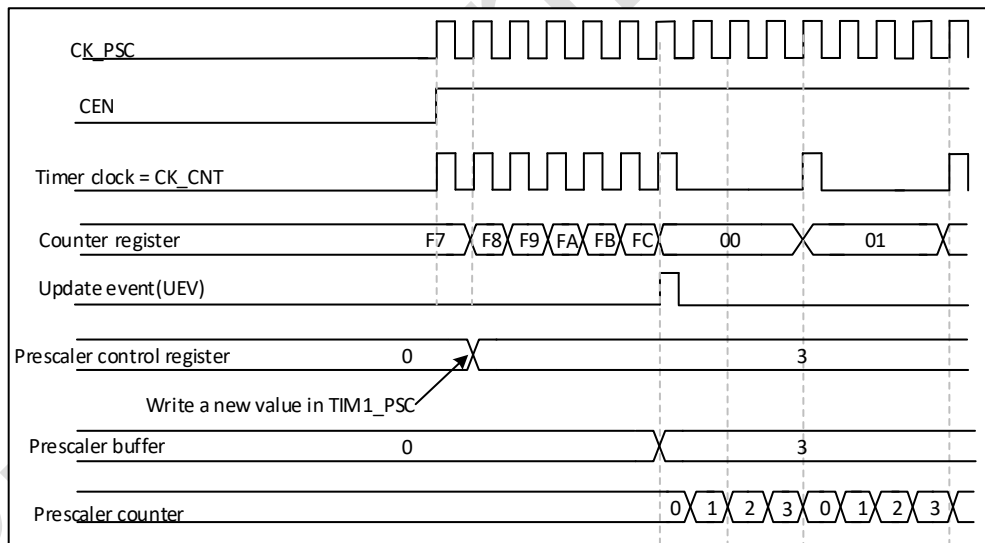 CK_PSC
CEN
Timer clock = CK_CNT
Counter register F7 F8 F9 FA FB FC 00 01
Update event(UEV)
Prescaler control register 0 3
Write a new value in TIM1_PSC
Prescaler buffer 0 3
Prescaler counter 0 1 2 3 0 1 2 3